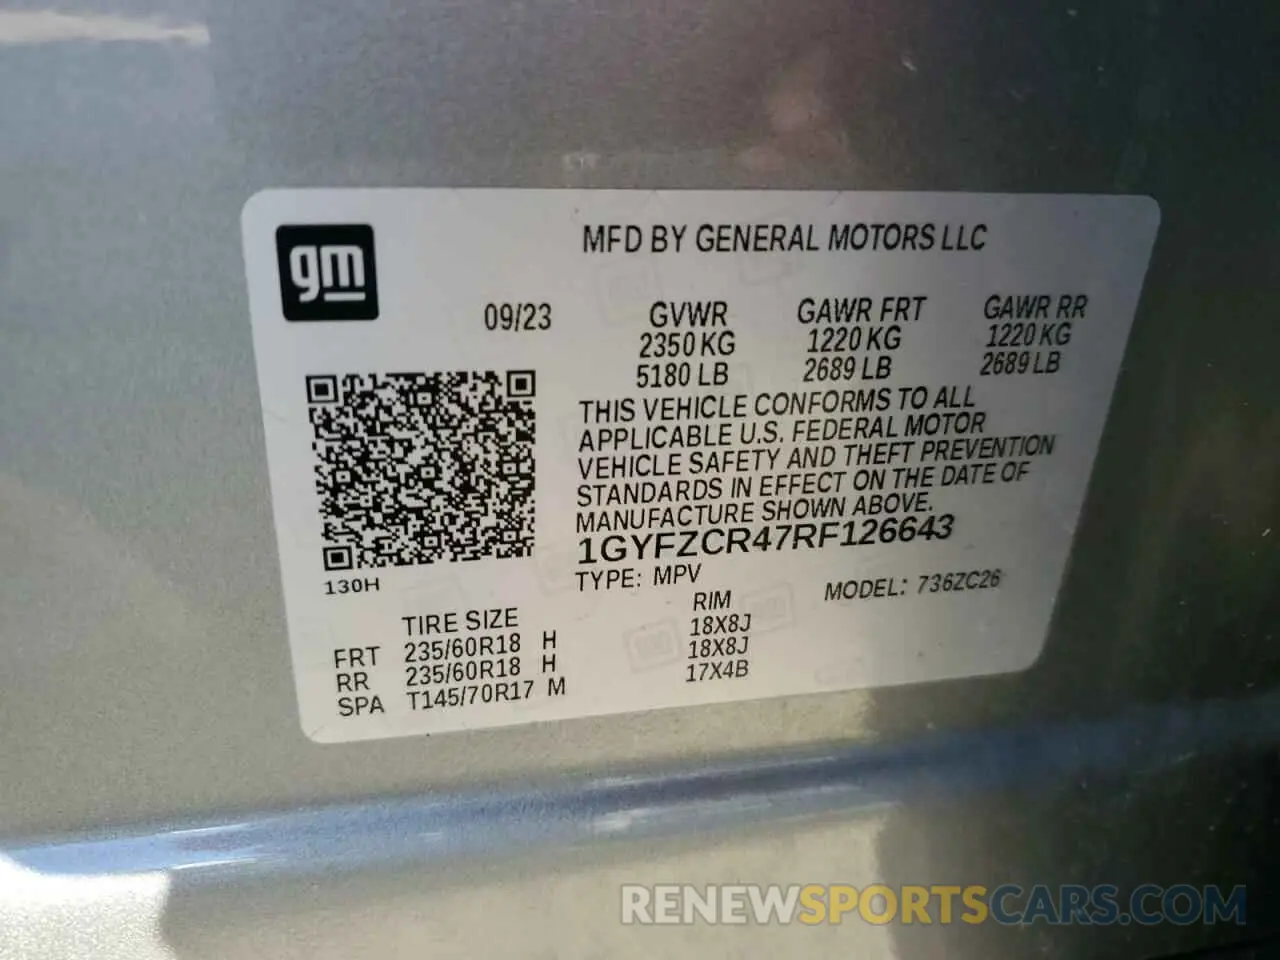 gm
MFD BY GENERAL MOTORS LLC
09/23
GVWR GAWR FRT GAWR RR
2350 KG 1220 KG 1220 KG
5180 LB 2689 LB 2689 LB
THIS VEHICLE CONFORMS TO ALL
APPLICABLE U.S. FEDERAL MOTOR
VEHICLE SAFETY AND THEFT PREVENTION
STANDARDS IN EFFECT ON THE DATE OF
MANUFACTURE SHOWN ABOVE.
1GYFZCR47RF126643
130H
TYPE: MPV MODEL: 736ZC26
TIRE SIZE RIM
FRT 235/60R18 H 18X8J
RR 235/60R18 H 18X8J
SPA T145/70R17 M 17X4B
RENEWSPORTSCARS.COM